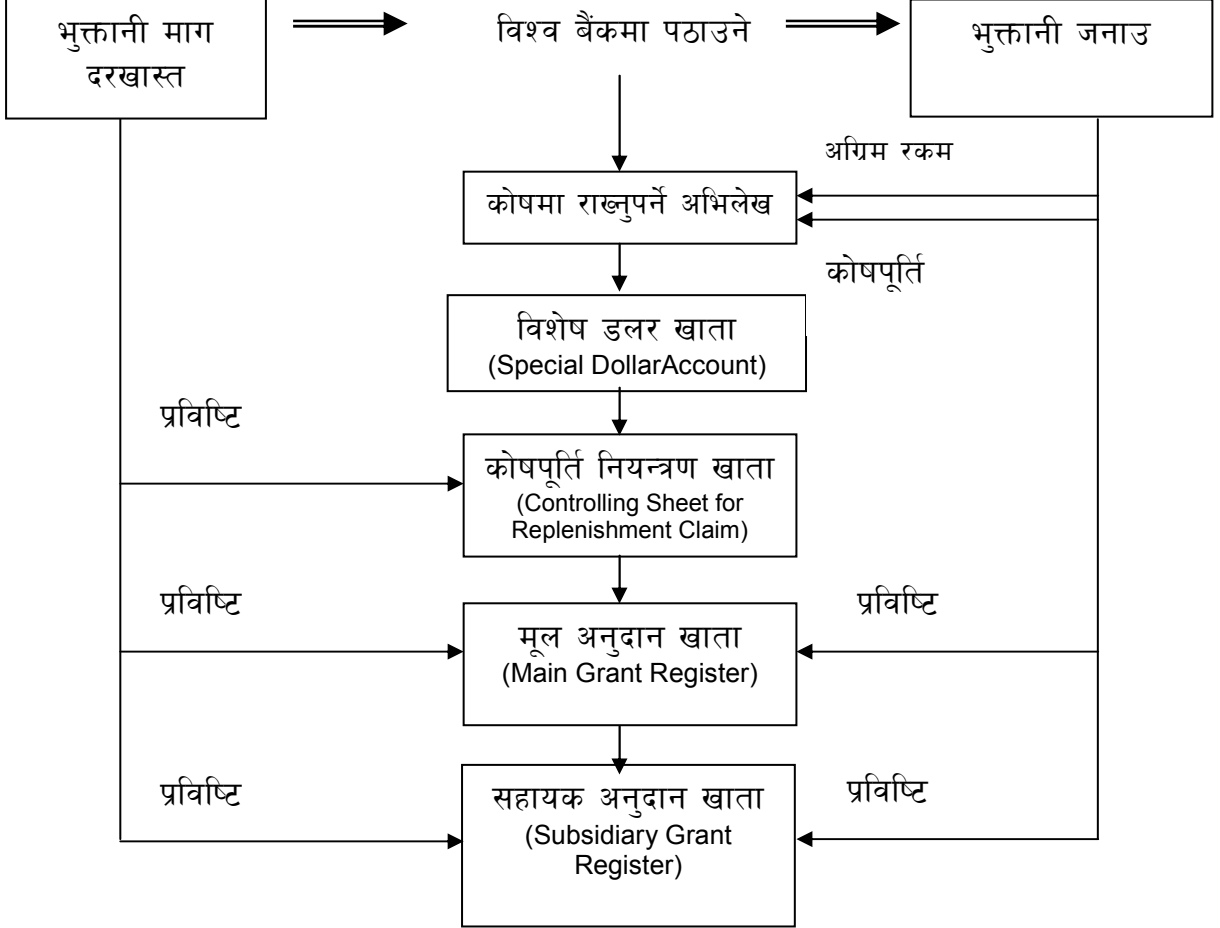 भुक्तानी माग
दरखास्त
विश्व बैंकमा पठाउने
भुक्तानी जनाउ
अग्रिम रकम
कोषमा राख्नुपर्ने अभिलेख
कोषपूर्ति
विशेष डलर खाता
(Special DollarAccount)
प्रविष्टि
कोषपूर्ति नियन्त्रण खाता
(Controlling Sheet for
Replenishment Claim)
प्रविष्टि
प्रविष्टि
मूल अनुदान खाता
(Main Grant Register)
प्रविष्टि
सहायक अनुदान खाता
(Subsidiary Grant
Register)
प्रविष्टि